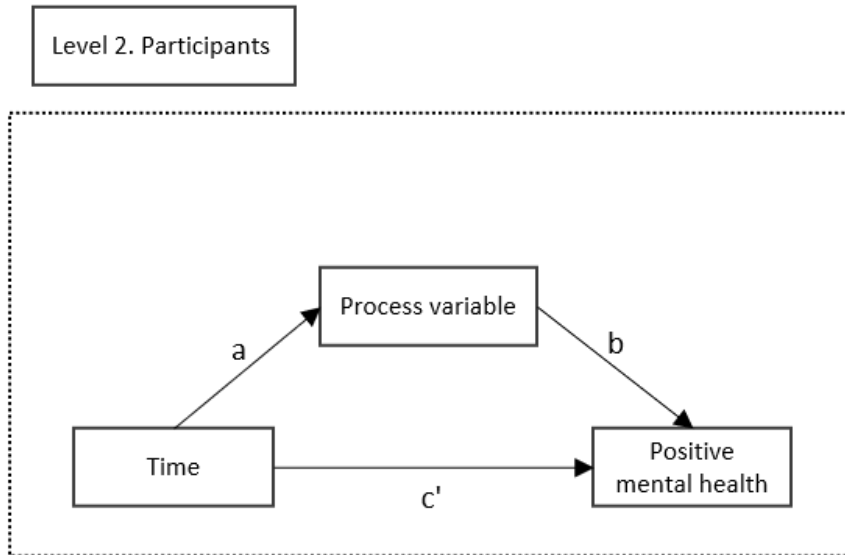 Level 2. Participants
Process variable
a
b
Time
Positive
mental health
c'